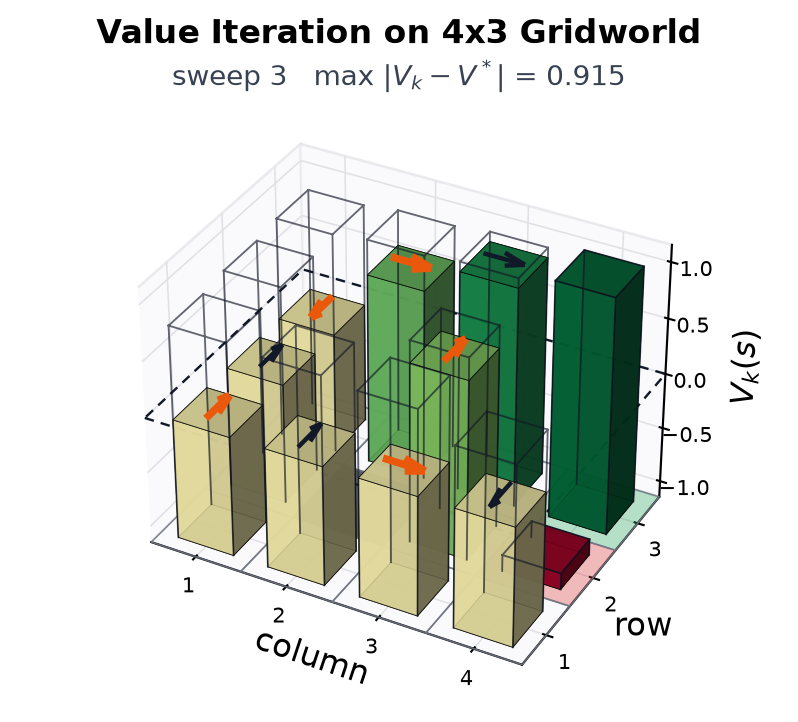 Value Iteration on 4x3 Gridworld
sweep 3   max |V_k − V^*| = 0.915
1.0
0.5
0.0
−0.5
−1.0
V_k(s)
1
2
3
4
column
1
2
3
row